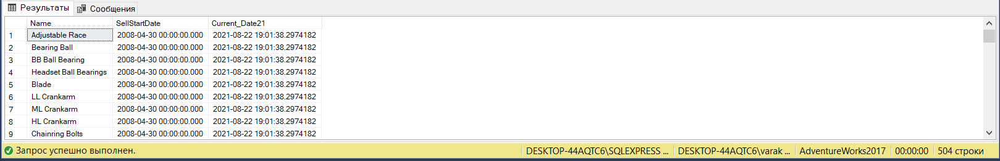 Результаты Сообщения
Name SellStartDate Current_Date21
1 Adjustable Race 2008-04-30 00:00:00.000 2021-08-22 19:01:38.2974182
2 Bearing Ball 2008-04-30 00:00:00.000 2021-08-22 19:01:38.2974182
3 BB Ball Bearing 2008-04-30 00:00:00.000 2021-08-22 19:01:38.2974182
4 Headset Ball Bearings 2008-04-30 00:00:00.000 2021-08-22 19:01:38.2974182
5 Blade 2008-04-30 00:00:00.000 2021-08-22 19:01:38.2974182
6 LL Crankarm 2008-04-30 00:00:00.000 2021-08-22 19:01:38.2974182
7 ML Crankarm 2008-04-30 00:00:00.000 2021-08-22 19:01:38.2974182
8 HL Crankarm 2008-04-30 00:00:00.000 2021-08-22 19:01:38.2974182
9 Chainring Bolts 2008-04-30 00:00:00.000 2021-08-22 19:01:38.2974182
Запрос успешно выполнен. DESKTOP-44AQTC6\SQLEXPRESS ... DESKTOP-44AQTC6\varak ... AdventureWorks2017 00:00:00 504 строки